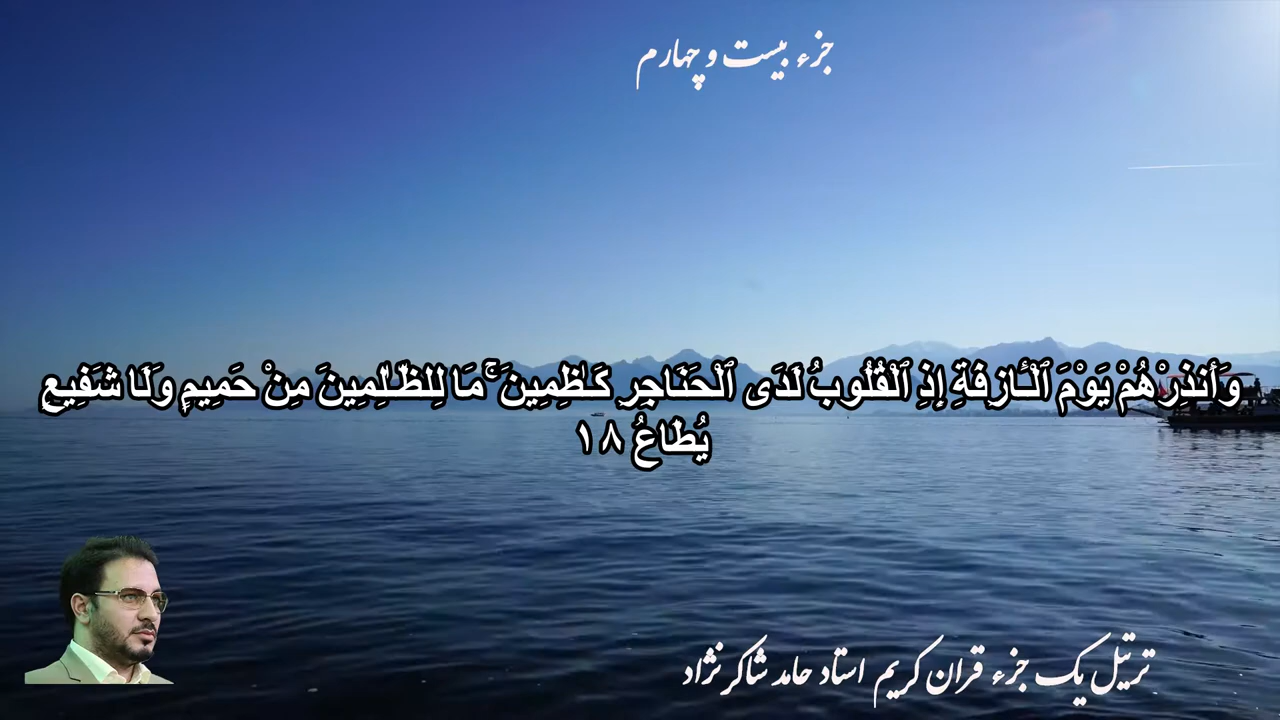 جزء بیست و چهارم
وَأَنذِرْهُمْ يَوْمَ ٱلْـَٔازِفَةِ إِذِ ٱلْقُلُوبُ لَدَى ٱلْحَنَاجِرِ كَـٰظِمِينَ ۚ مَا لِلظَّـٰلِمِينَ مِنْ حَمِيمٍ وَلَا شَفِيعٍ
يُطَاعُ ١٨
ترتیل یک جزء قران کریم استاد حامد شاکرنژاد